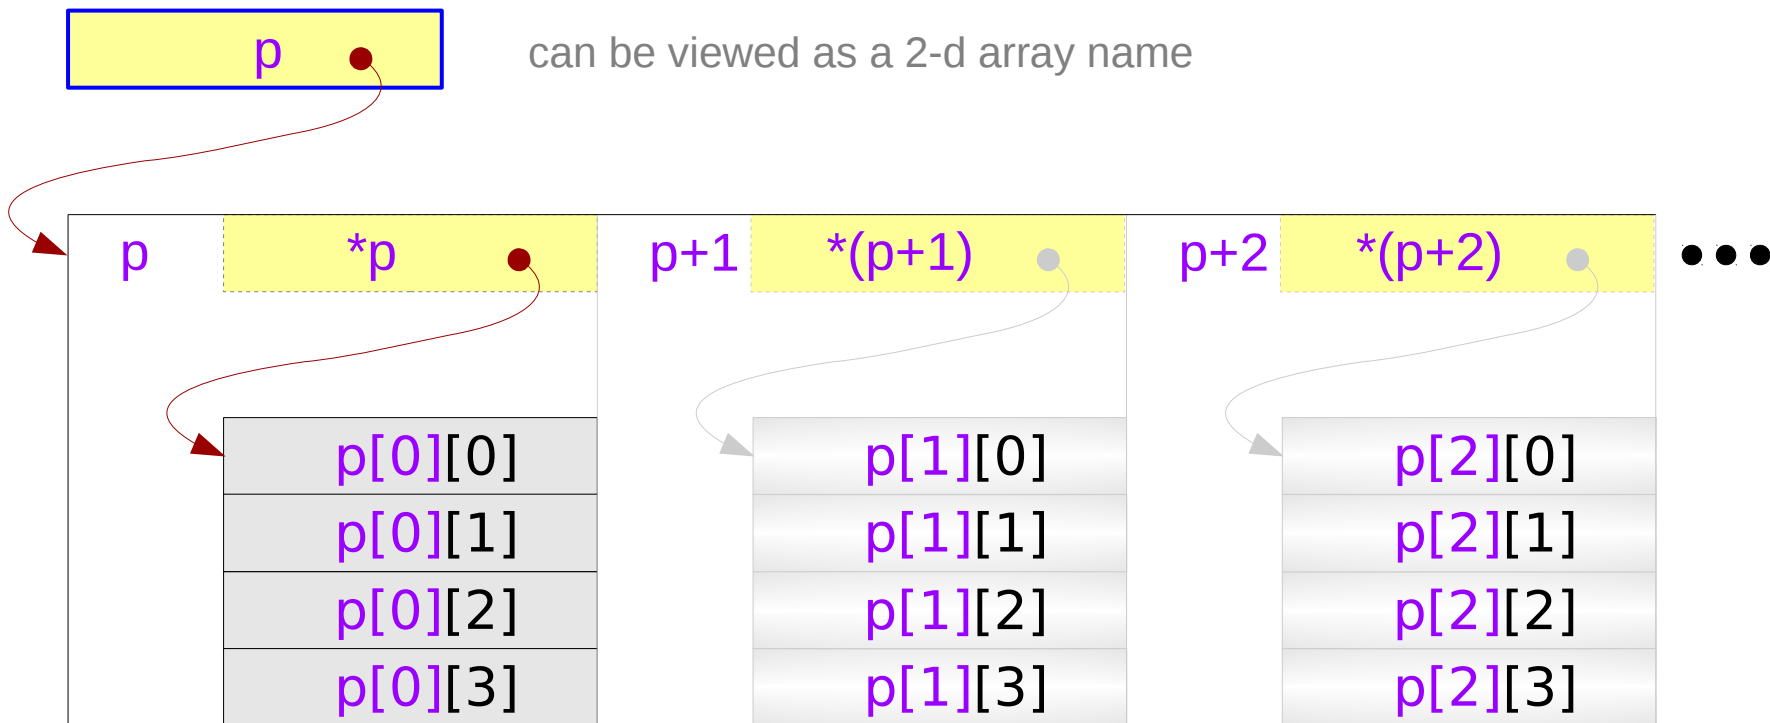 p can be viewed as a 2-d array name
p *p p+1 *(p+1) p+2 *(p+2)
p[0][0] p[1][0] p[2][0]
p[0][1] p[1][1] p[2][1]
p[0][2] p[1][2] p[2][2]
p[0][3] p[1][3] p[2][3]